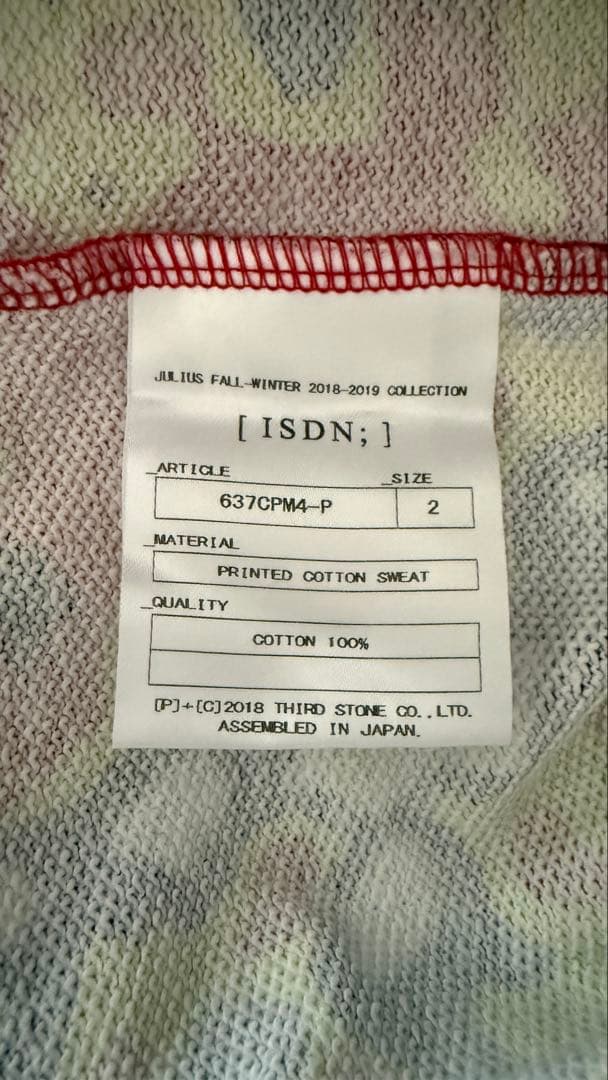 JULIUS FALL-WINTER 2018-2019 COLLECTION
[ ISDN; ]
_ARTICLE _SIZE
637CPM4-P 2
_MATERIAL
PRINTED COTTON SWEAT
_QUALITY
COTTON 100%
[P]+[C]2018 THIRD STONE CO.,LTD.
ASSEMBLED IN JAPAN.